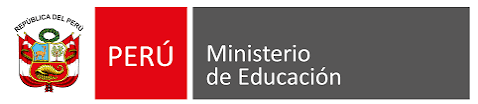 REPÚBLICA DEL PERÚ
PERÚ
Ministerio
de Educación